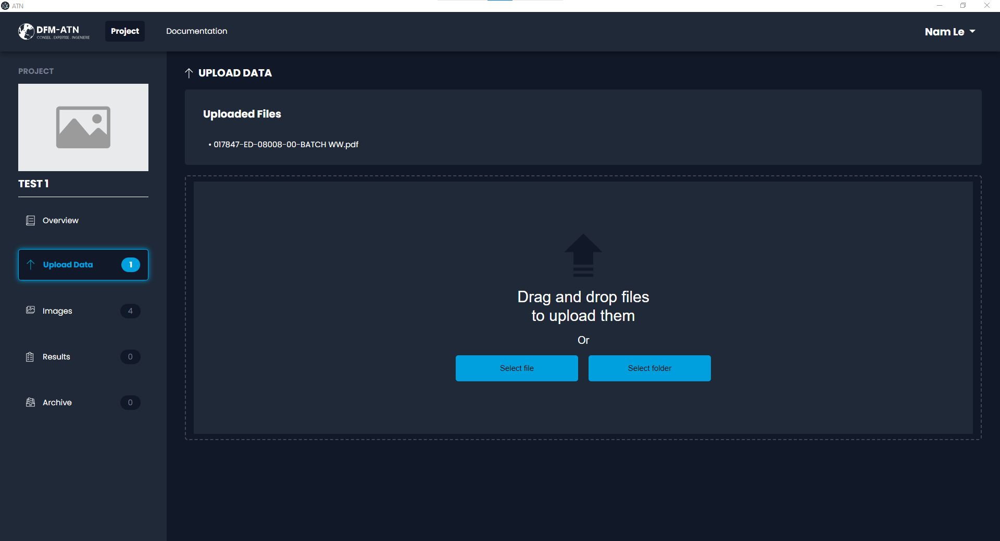 ATN
DFM-ATN
CONSEIL . EXPERTISE . INGENIERIE
Project
Documentation
Nam Le
PROJECT
TEST 1
Overview
Upload Data
1
Images
4
Results
0
Archive
0
UPLOAD DATA
Uploaded Files
• 017847-ED-08008-00-BATCH WW.pdf
Drag and drop files
to upload them
Or
Select file
Select folder